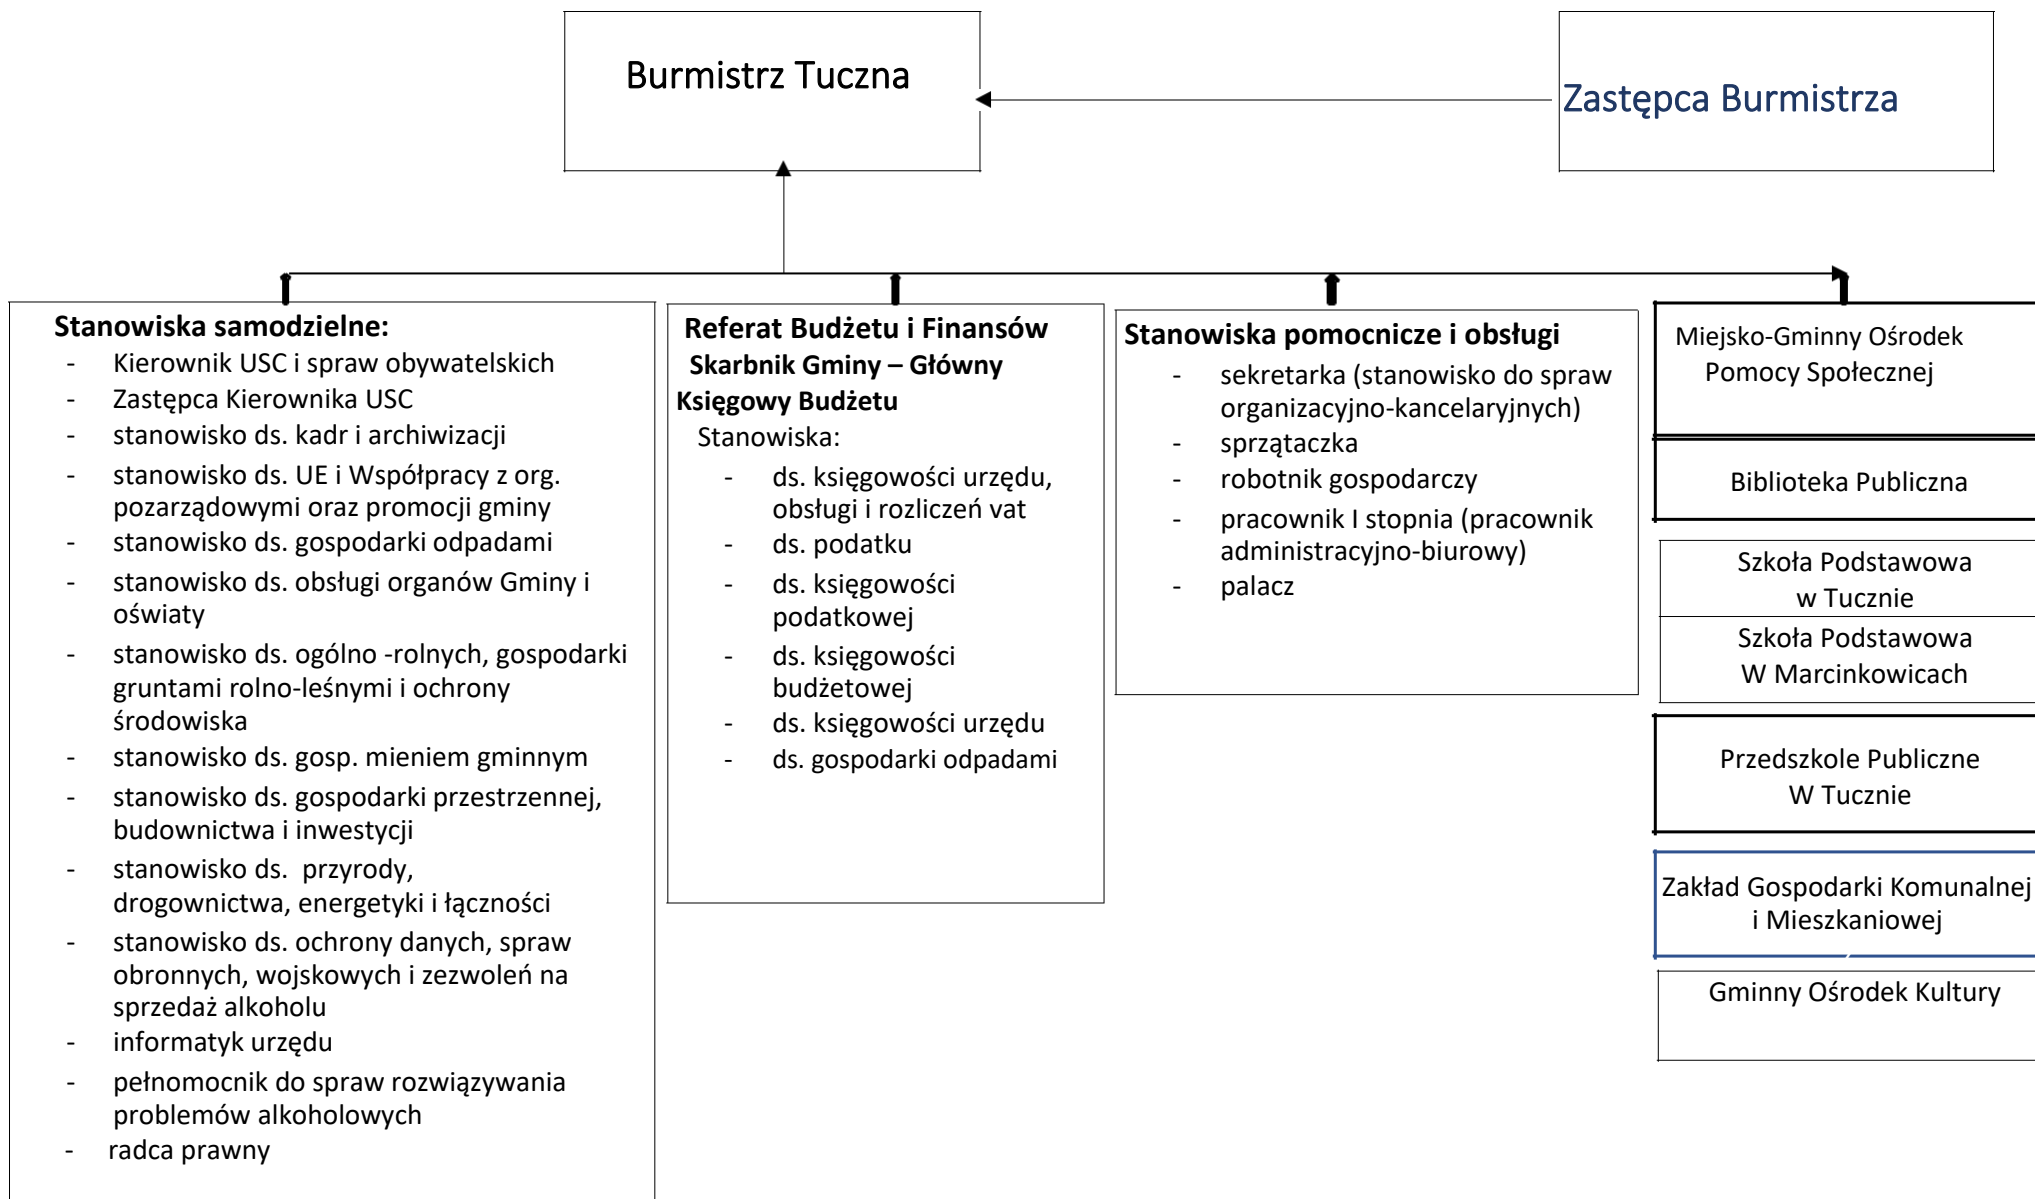 Burmistrz Tuczna
Zastępca Burmistrza
Stanowiska samodzielne:
- Kierownik USC i spraw obywatelskich
- Zastępca Kierownika USC
- stanowisko ds. kadr i archiwizacji
- stanowisko ds. UE i Współpracy z org.
pozarządowymi oraz promocji gminy
- stanowisko ds. gospodarki odpadami
- stanowisko ds. obsługi organów Gminy i
oświaty
- stanowisko ds. ogólno -rolnych, gospodarki
gruntami rolno-leśnymi i ochrony
środowiska
- stanowisko ds. gosp. mieniem gminnym
- stanowisko ds. gospodarki przestrzennej,
budownictwa i inwestycji
- stanowisko ds. przyrody,
drogownictwa, energetyki i łączności
- stanowisko ds. ochrony danych, spraw
obronnych, wojskowych i zezwoleń na
sprzedaż alkoholu
- informatyk urzędu
- pełnomocnik do spraw rozwiązywania
problemów alkoholowych
- radca prawny
Referat Budżetu i Finansów
Skarbnik Gminy – Główny
Księgowy Budżetu
Stanowiska:
- ds. księgowości urzędu,
obsługi i rozliczeń vat
- ds. podatku
- ds. księgowości
podatkowej
- ds. księgowości
budżetowej
- ds. księgowości urzędu
- ds. gospodarki odpadami
Stanowiska pomocnicze i obsługi
- sekretarka (stanowisko do spraw
organizacyjno-kancelaryjnych)
- sprzątaczka
- robotnik gospodarczy
- pracownik I stopnia (pracownik
administracyjno-biurowy)
- palacz
Miejsko-Gminny Ośrodek
Pomocy Społecznej
Biblioteka Publiczna
Szkoła Podstawowa
w Tucznie
Szkoła Podstawowa
W Marcinkowicach
Przedszkole Publiczne
W Tucznie
Zakład Gospodarki Komunalnej
i Mieszkaniowej
Gminny Ośrodek Kultury